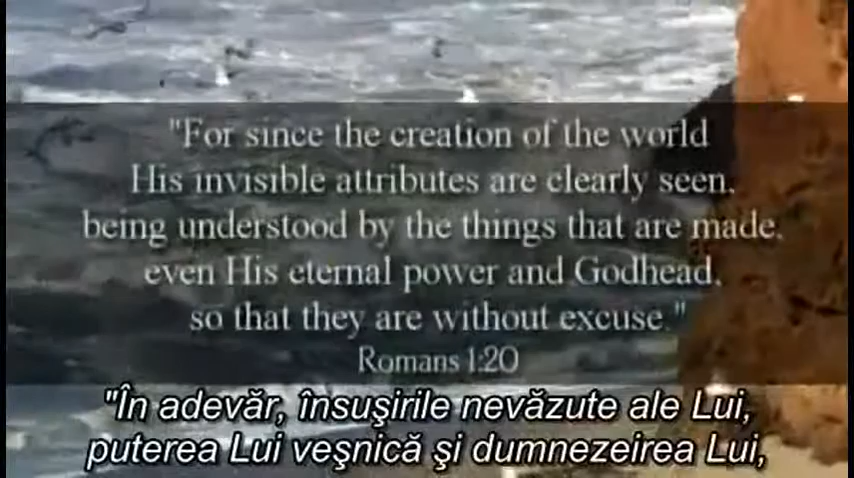 "For since the creation of the world
His invisible attributes are clearly seen,
being understood by the things that are made,
even His eternal power and Godhead,
so that they are without excuse."
Romans 1:20
"În adevăr, însuşirile nevăzute ale Lui,
puterea Lui veşnică şi dumnezeirea Lui,